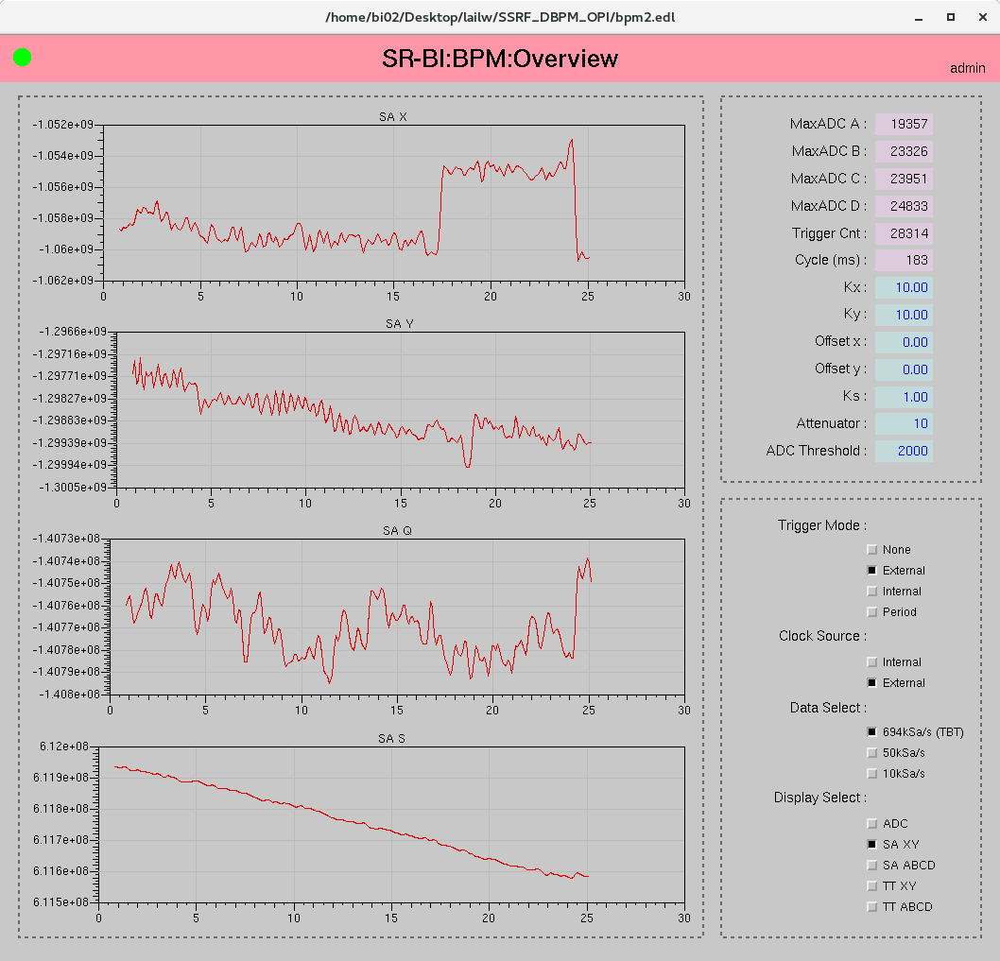 /home/bi02/Desktop/lailw/SSRF_DBPM_OPI/bpm2.edl
SR-BI:BPM:Overview
admin
SA X
-1.052e+09
-1.054e+09
-1.056e+09
-1.058e+09
-1.06e+09
-1.062e+09
0 5 10 15 20 25 30
SA Y
-1.2966e+09
-1.29716e+09
-1.29771e+09
-1.29827e+09
-1.29883e+09
-1.29939e+09
-1.29994e+09
-1.3005e+09
0 5 10 15 20 25 30
SA Q
-1.4073e+08
-1.4074e+08
-1.4075e+08
-1.4076e+08
-1.4077e+08
-1.4078e+08
-1.4079e+08
-1.408e+08
0 5 10 15 20 25 30
SA S
6.12e+08
6.119e+08
6.118e+08
6.117e+08
6.116e+08
6.115e+08
0 5 10 15 20 25 30
MaxADC A : 19357
MaxADC B : 23326
MaxADC C : 23951
MaxADC D : 24833
Trigger Cnt : 28314
Cycle (ms) : 183
Kx : 10.00
Ky : 10.00
Offset x : 0.00
Offset y : 0.00
Ks : 1.00
Attenuator : 10
ADC Threshold : 2000
Trigger Mode :
None
External
Internal
Period
Clock Source :
Internal
External
Data Select :
694kSa/s (TBT)
50kSa/s
10kSa/s
Display Select :
ADC
SA XY
SA ABCD
TT XY
TT ABCD